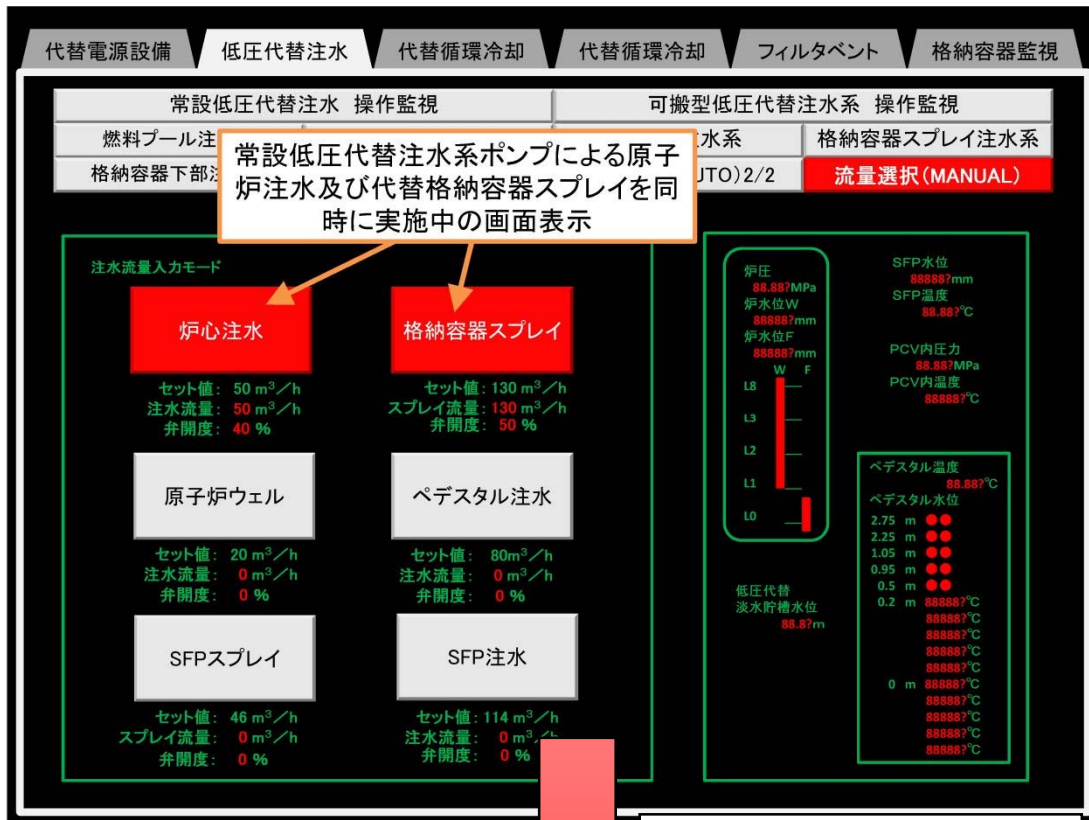 代替電源設備
低圧代替注水
代替循環冷却
代替循環冷却
フィルタベント
格納容器監視
常設低圧代替注水 操作監視
可搬型低圧代替注水系 操作監視
燃料プール注
水系
格納容器スプレイ注水系
格納容器下部注
TO)2/2
流量選択(MANUAL)
常設低圧代替注水系ポンプによる原子
炉注水及び代替格納容器スプレイを同
時に実施中の画面表示
注水流量入力モード
炉心注水
セット値: 50 m³/h
注水流量: 50 m³/h
弁開度: 40 %
格納容器スプレイ
セット値: 130 m³/h
スプレイ流量: 130 m³/h
弁開度: 50 %
原子炉ウェル
セット値: 20 m³/h
注水流量: 0 m³/h
弁開度: 0 %
ペデスタル注水
セット値: 80m³/h
注水流量: 0 m³/h
弁開度: 0 %
SFPスプレイ
セット値: 46 m³/h
スプレイ流量: 0 m³/h
弁開度: 0 %
SFP注水
セット値: 114 m³/h
注水流量: 0 m³/h
弁開度: 0 %
炉圧
88.88?MPa
炉水位W
88888?mm
炉水位F
88888?mm
W F
L8
L3
L2
L1
L0
低圧代替
淡水貯槽水位
88.8?m
SFP水位
88888?mm
SFP温度
88.88?℃
PCV内圧力
88.88?MPa
PCV内温度
88888?℃
ペデスタル温度
88.88?℃
ペデスタル水位
2.75 m
2.25 m
1.05 m
0.95 m
0.5 m
0.2 m 88888?℃
88888?℃
88888?℃
88888?℃
88888?℃
0 m 88888?℃
88888?℃
88888?℃
88888?℃
88888?℃